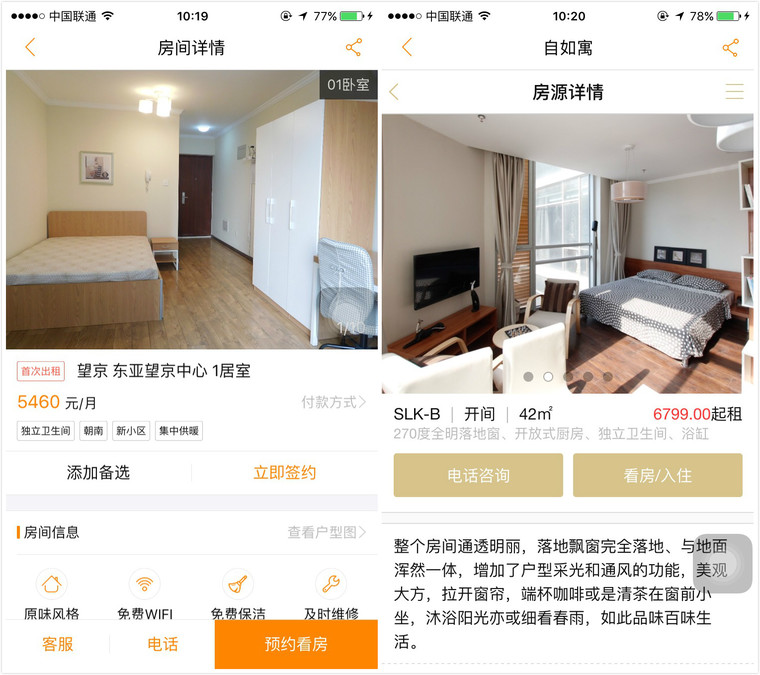 中国联通 10:19 77%
房间详情
01卧室
1/1
首次出租 望京 东亚望京中心 1居室
5460 元/月 付款方式
独立卫生间 朝南 新小区 集中供暖
添加备选 立即签约
房间信息 查看户型图
原味风格 免费WIFI 免费保洁 及时维修
客服 电话 预约看房
中国联通 10:20 78%
自如寓
房源详情
SLK-B | 开间 | 42㎡ 6799.00起租
270度全明落地窗、开放式厨房、独立卫生间、浴缸
电话咨询 看房/入住
整个房间通透明丽，落地飘窗完全落地、与地面
浑然一体，增加了户型采光和通风的功能，美观
大方，拉开窗帘，端杯咖啡或是清茶在窗前小
坐，沐浴阳光亦或细看春雨，如此品味百味生
活。